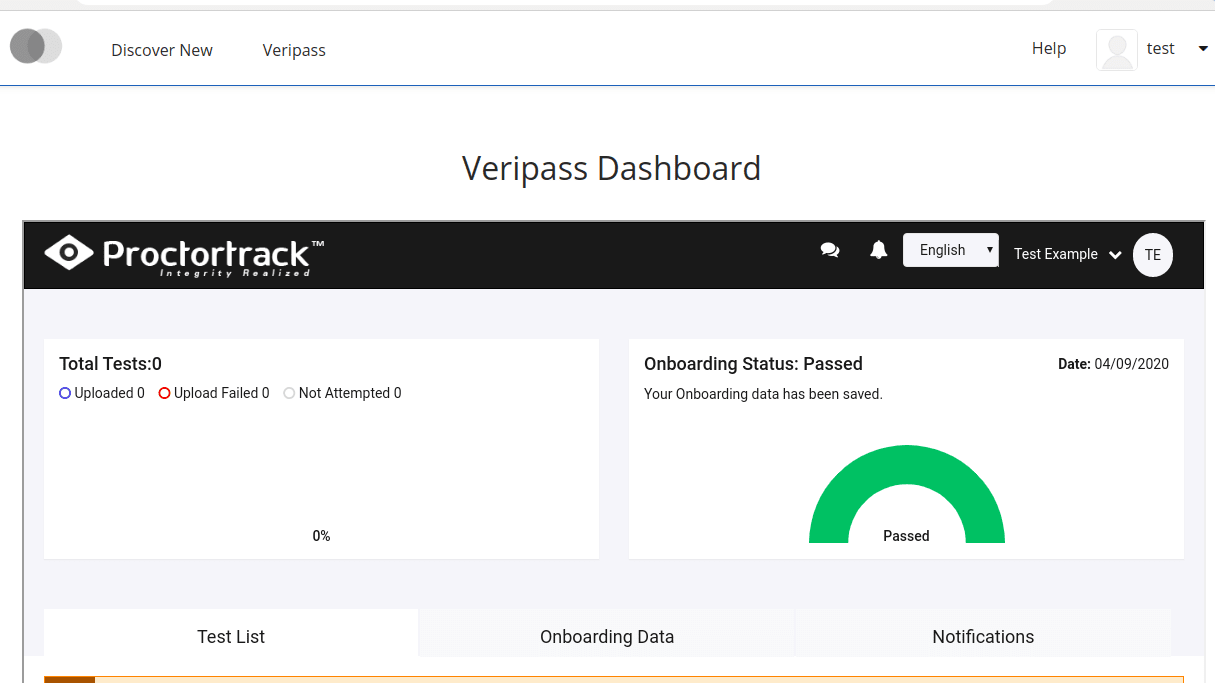 Discover New
Veripass
Help
test
Veripass Dashboard
Proctortrack™
Integrity Realized
English
Test Example
TE
Total Tests:0
Uploaded 0 Upload Failed 0 Not Attempted 0
0%
Onboarding Status: Passed
Date: 04/09/2020
Your Onboarding data has been saved.
Passed
Test List
Onboarding Data
Notifications